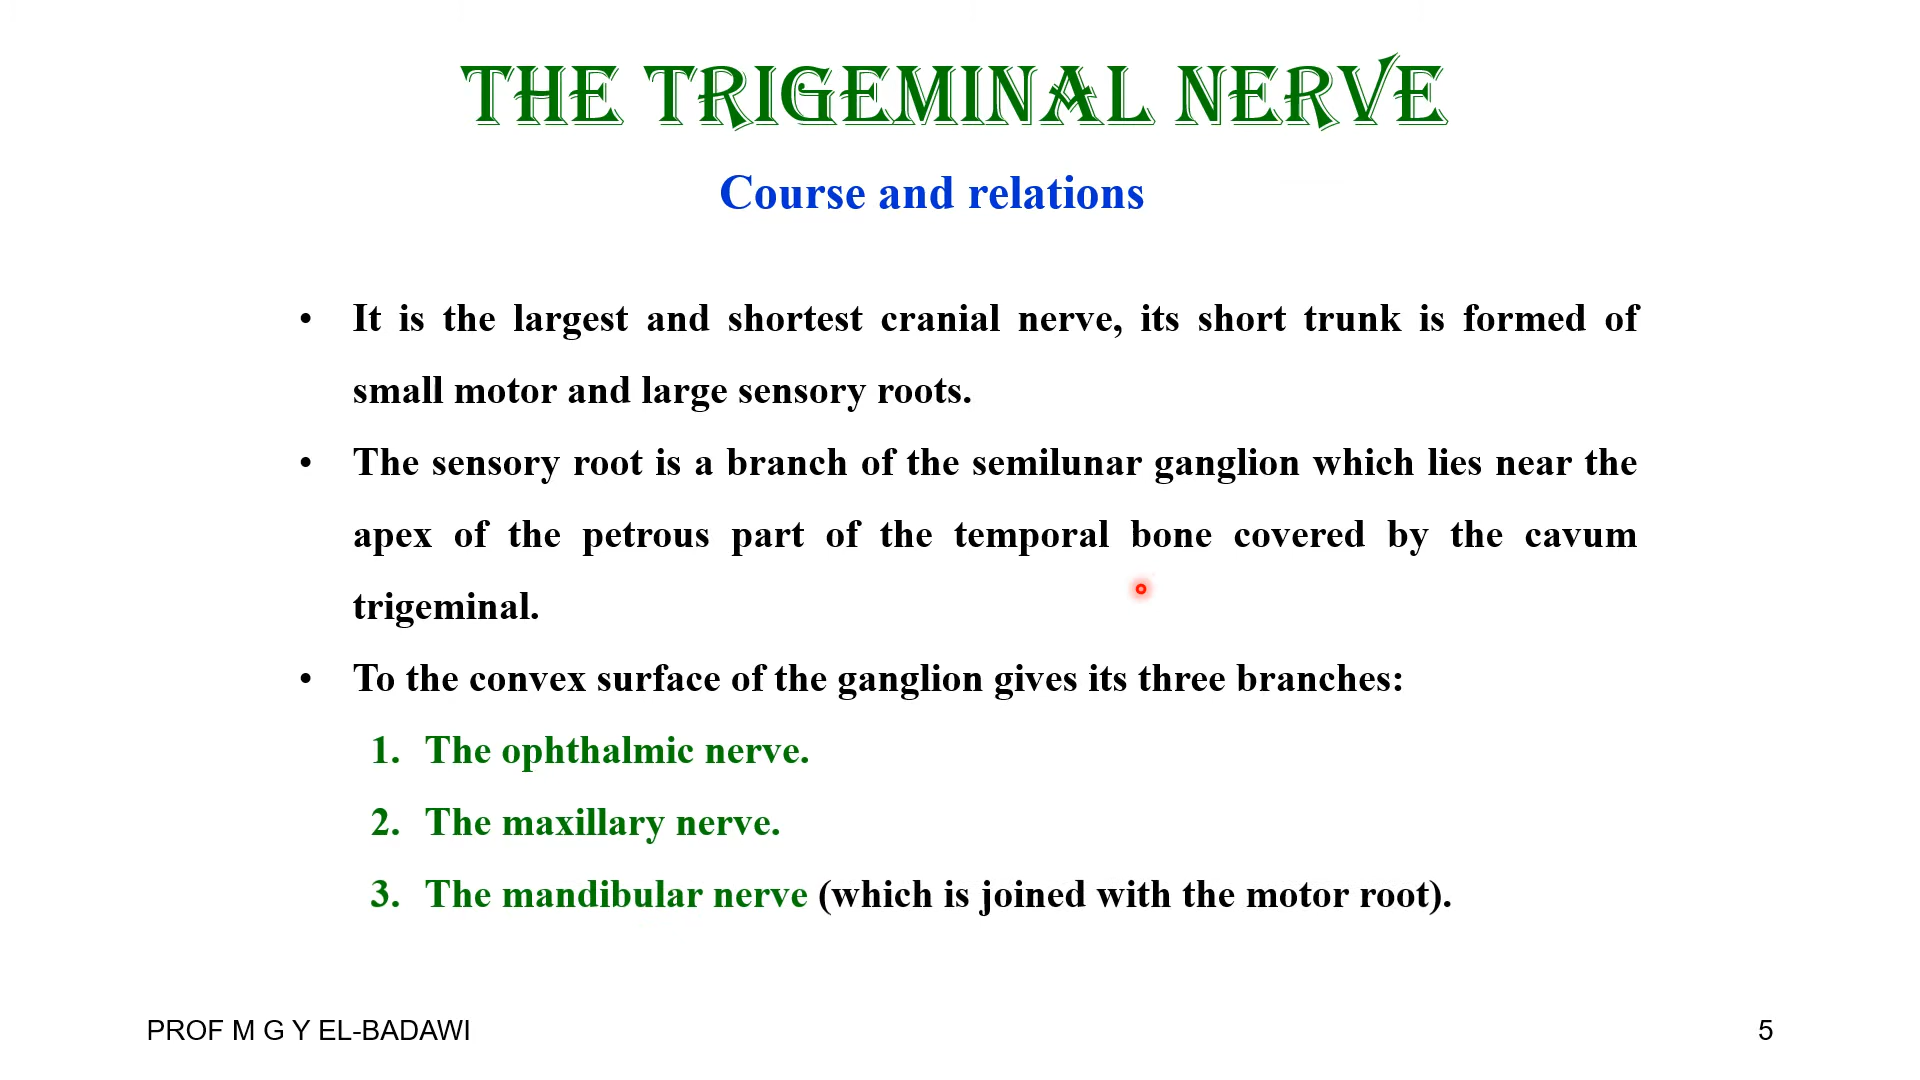 THE TRIGEMINAL NERVE
Course and relations
• It is the largest and shortest cranial nerve, its short trunk is formed of
small motor and large sensory roots.
• The sensory root is a branch of the semilunar ganglion which lies near the
apex of the petrous part of the temporal bone covered by the cavum
trigeminal.
• To the convex surface of the ganglion gives its three branches:
1. The ophthalmic nerve.
2. The maxillary nerve.
3. The mandibular nerve (which is joined with the motor root).
PROF M G Y EL-BADAWI
5